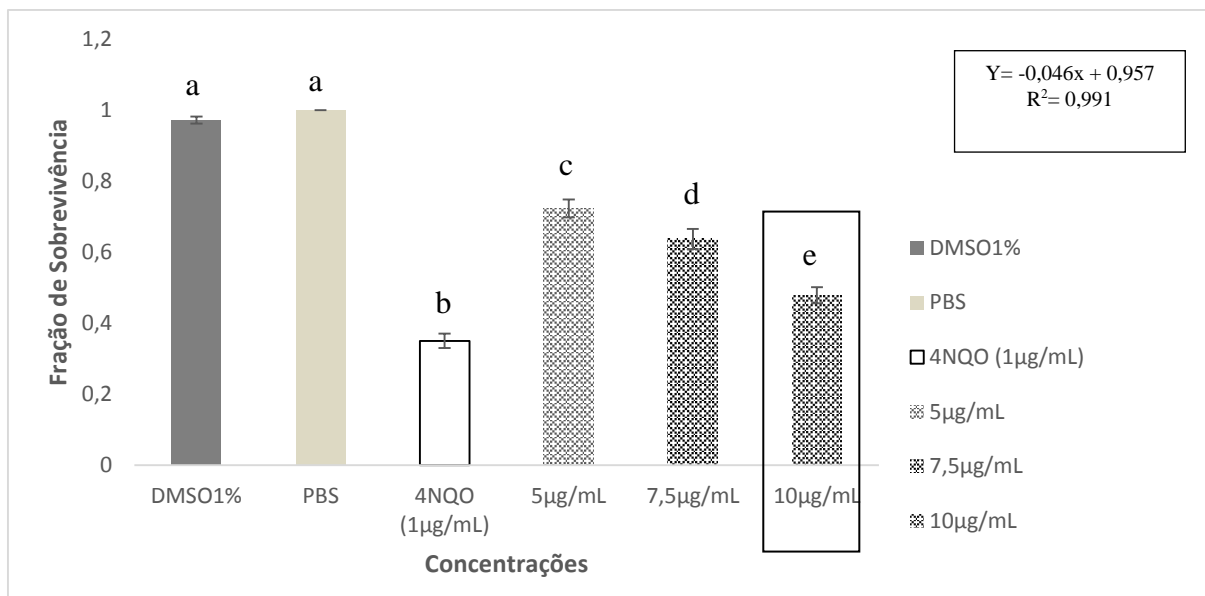 1,2
1
0,8
0,6
0,4
0,2
0
Fração de Sobrevivência
a
a
b
c
d
e
DMSO1%
PBS
4NQO
(1µg/mL)
5µg/mL
7,5µg/mL
10µg/mL
Concentrações
Y= -0,046x + 0,957
R²= 0,991
DMSO1%
PBS
4NQO (1µg/mL)
5µg/mL
7,5µg/mL
10µg/mL